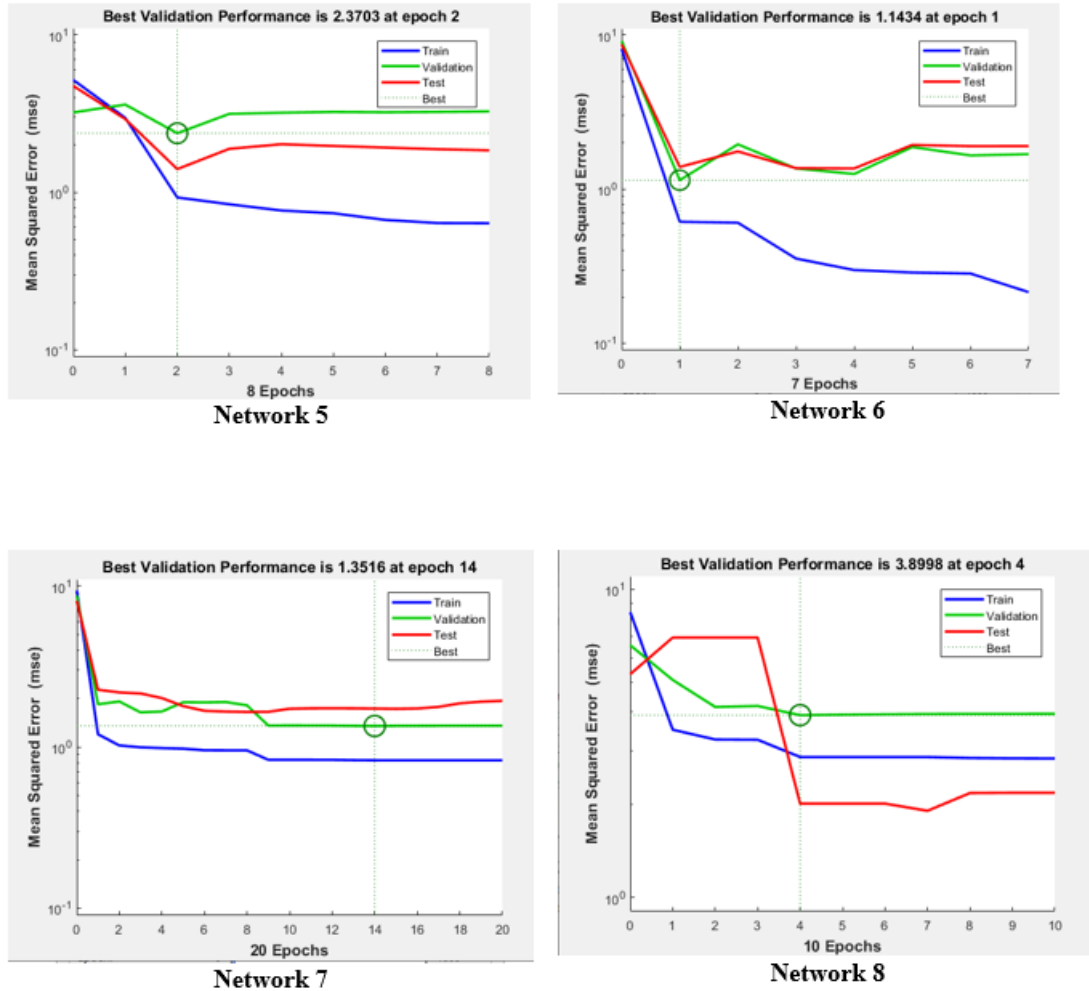 Best Validation Performance is 2.3703 at epoch 2
Mean Squared Error (mse)
10^1
10^0
10^-1
Train
Validation
Test
Best
0 1 2 3 4 5 6 7 8
8 Epochs
Network 5
Best Validation Performance is 1.1434 at epoch 1
Mean Squared Error (mse)
10^1
10^0
10^-1
Train
Validation
Test
Best
0 1 2 3 4 5 6 7
7 Epochs
Network 6
Best Validation Performance is 1.3516 at epoch 14
Mean Squared Error (mse)
10^1
10^0
10^-1
Train
Validation
Test
Best
0 2 4 6 8 10 12 14 16 18 20
20 Epochs
Network 7
Best Validation Performance is 3.8998 at epoch 4
Mean Squared Error (mse)
10^1
10^0
Train
Validation
Test
Best
0 1 2 3 4 5 6 7 8 9 10
10 Epochs
Network 8